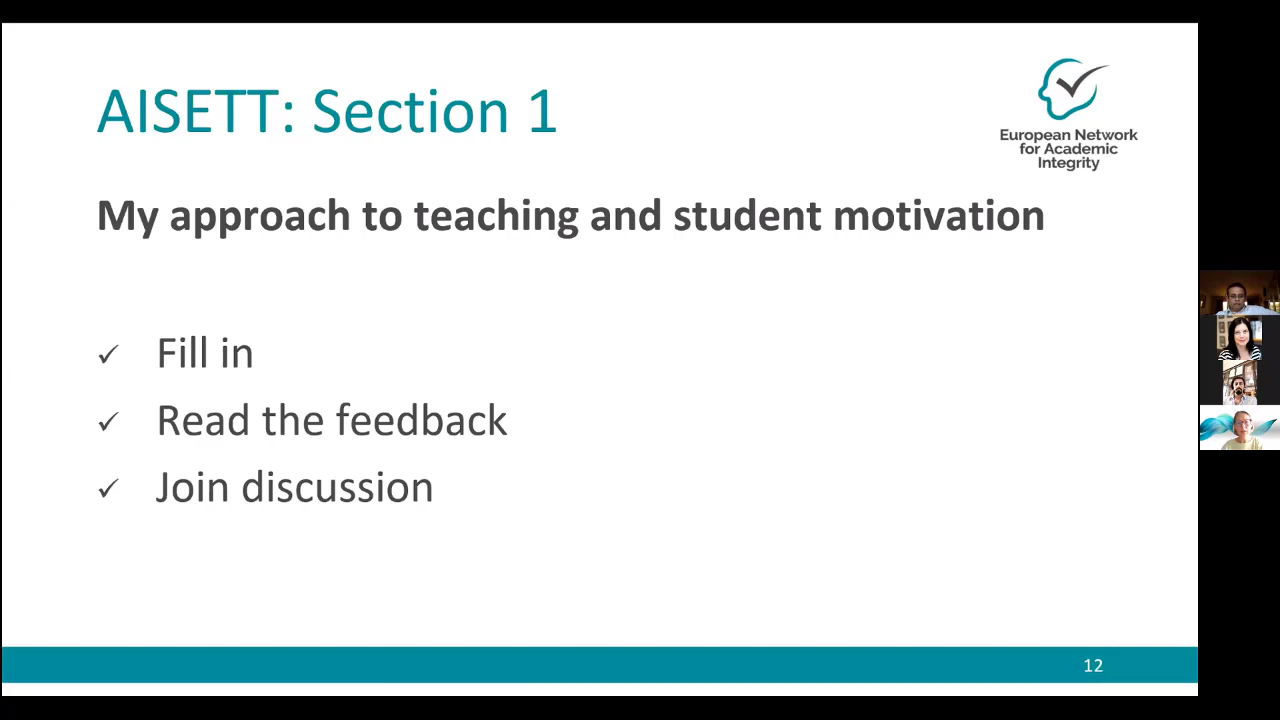 AISETT: Section 1
European Network
for Academic
Integrity
My approach to teaching and student motivation
✓ Fill in
✓ Read the feedback
✓ Join discussion
12